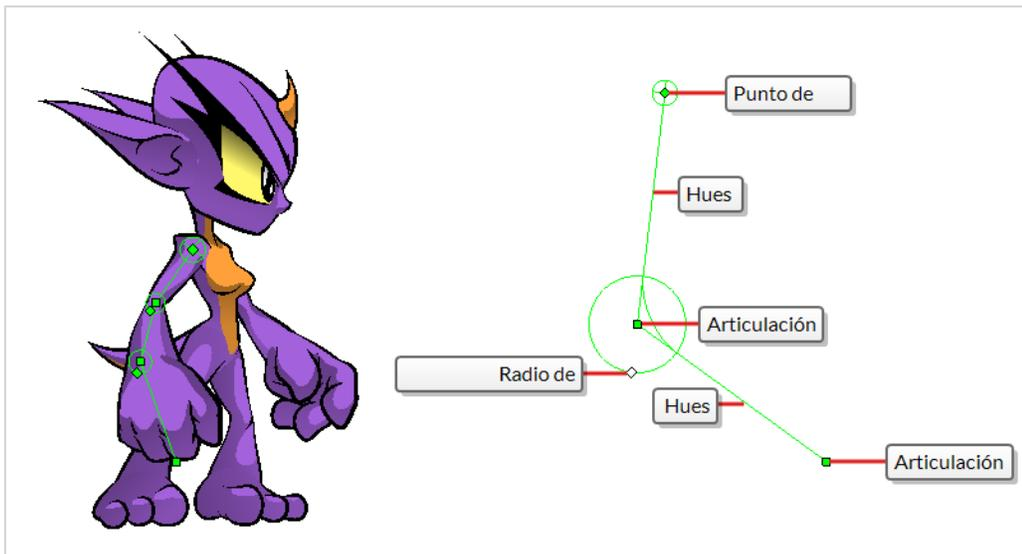 Punto de
Hues
Articulación
Radio de
Hues
Articulación